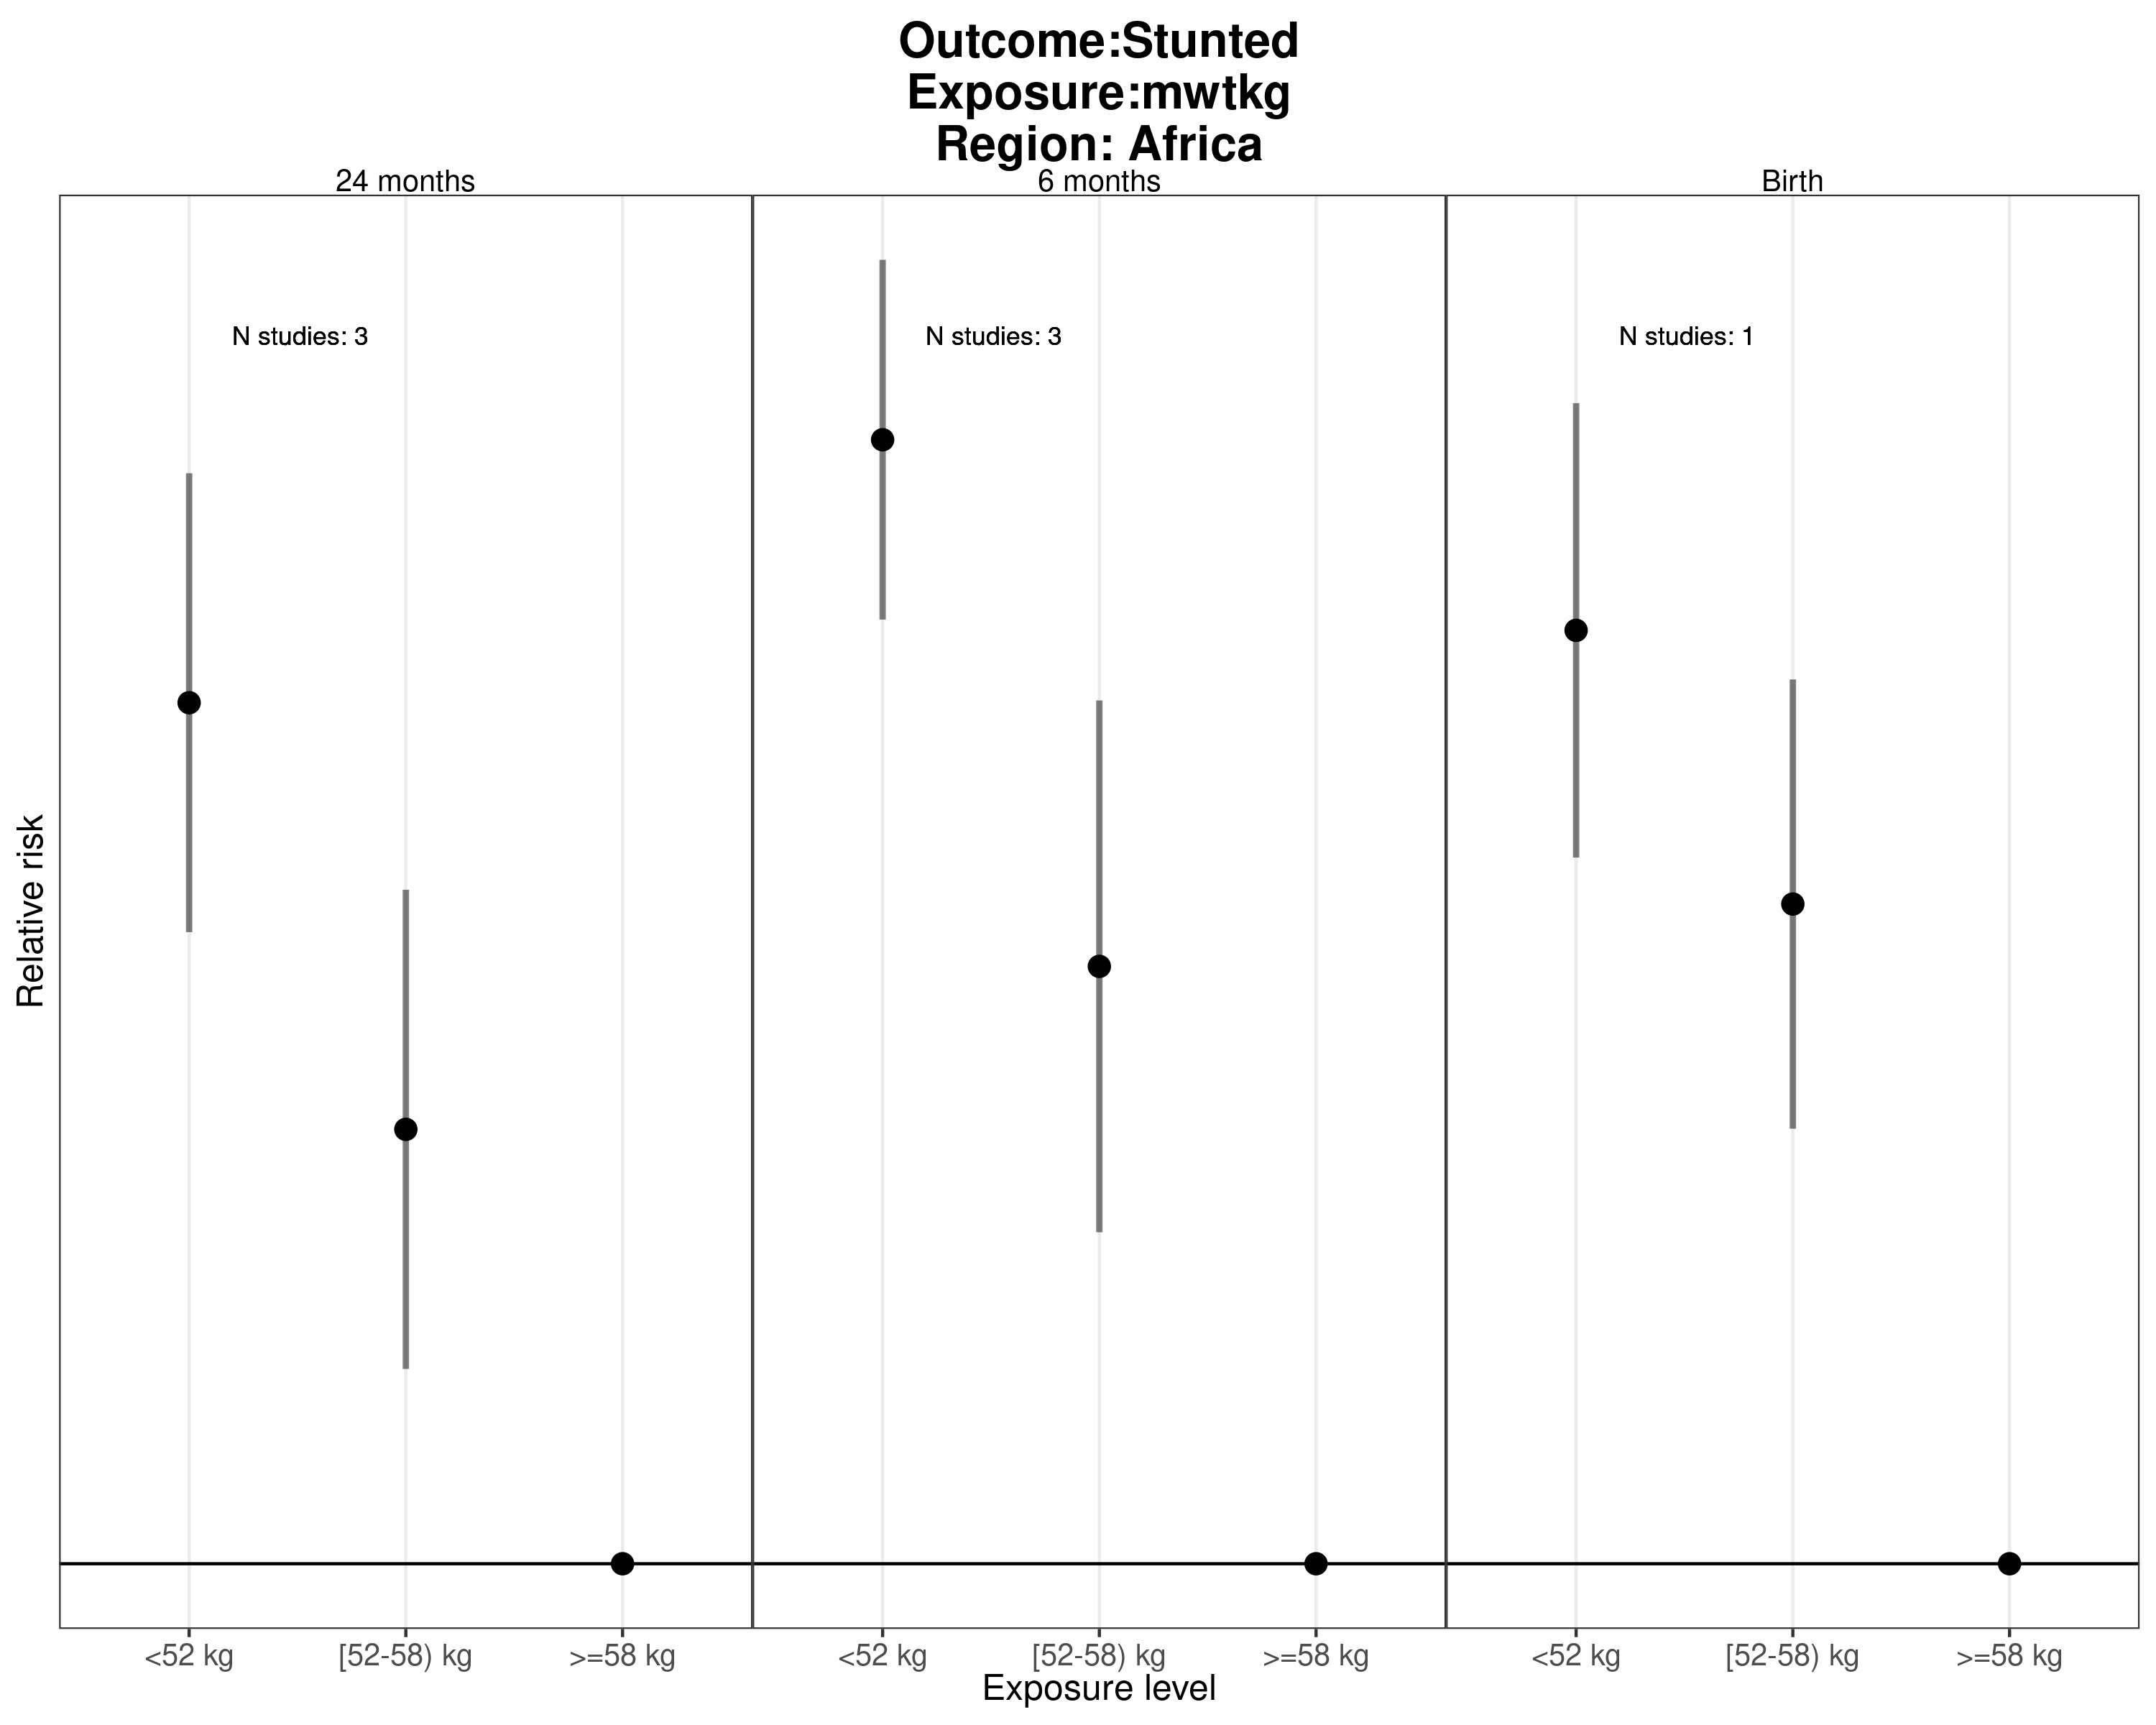 Outcome:Stunted
Exposure:mwtkg
Region: Africa
24 months 6 months Birth
N studies: 3 N studies: 3 N studies: 1
Relative risk
<52 kg [52-58) kg >=58 kg <52 kg [52-58) kg >=58 kg <52 kg [52-58) kg >=58 kg
Exposure level